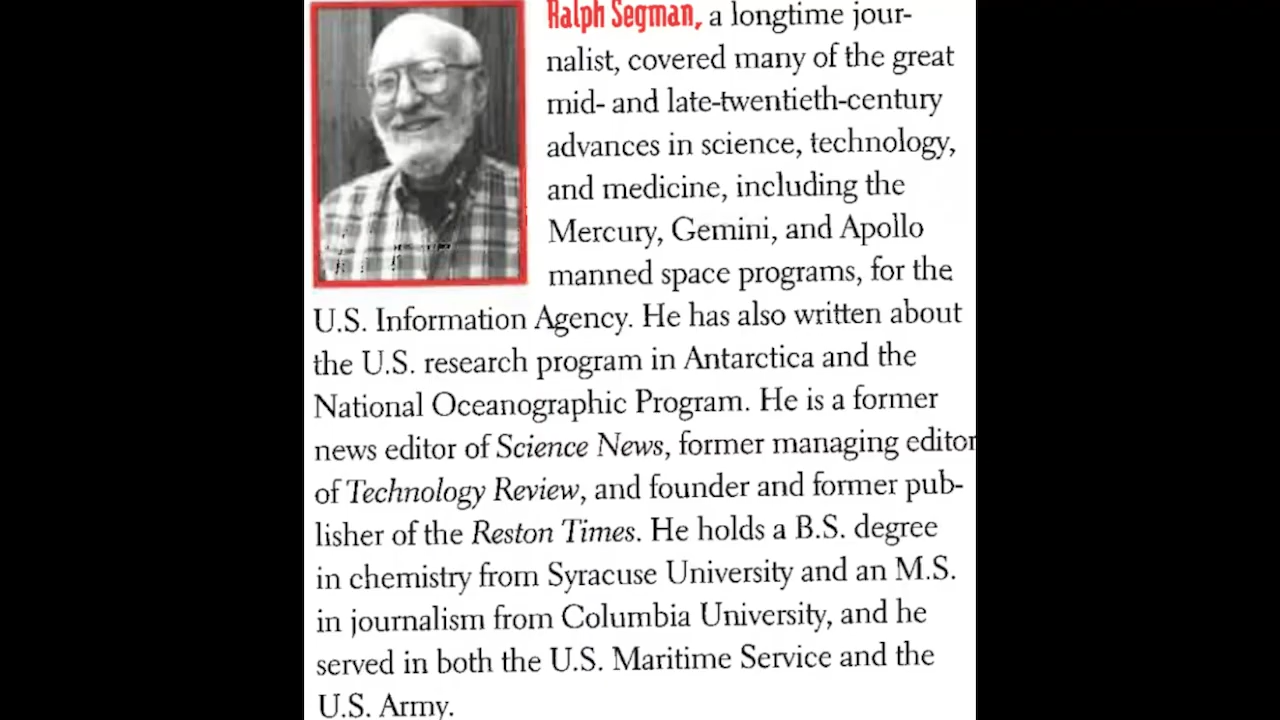 Ralph Segman, a longtime jour-
nalist, covered many of the great
mid- and late-twentieth-century
advances in science, technology,
and medicine, including the
Mercury, Gemini, and Apollo
manned space programs, for the
U.S. Information Agency. He has also written about
the U.S. research program in Antarctica and the
National Oceanographic Program. He is a former
news editor of Science News, former managing editor
of Technology Review, and founder and former pub-
lisher of the Reston Times. He holds a B.S. degree
in chemistry from Syracuse University and an M.S.
in journalism from Columbia University, and he
served in both the U.S. Maritime Service and the
U.S. Army.